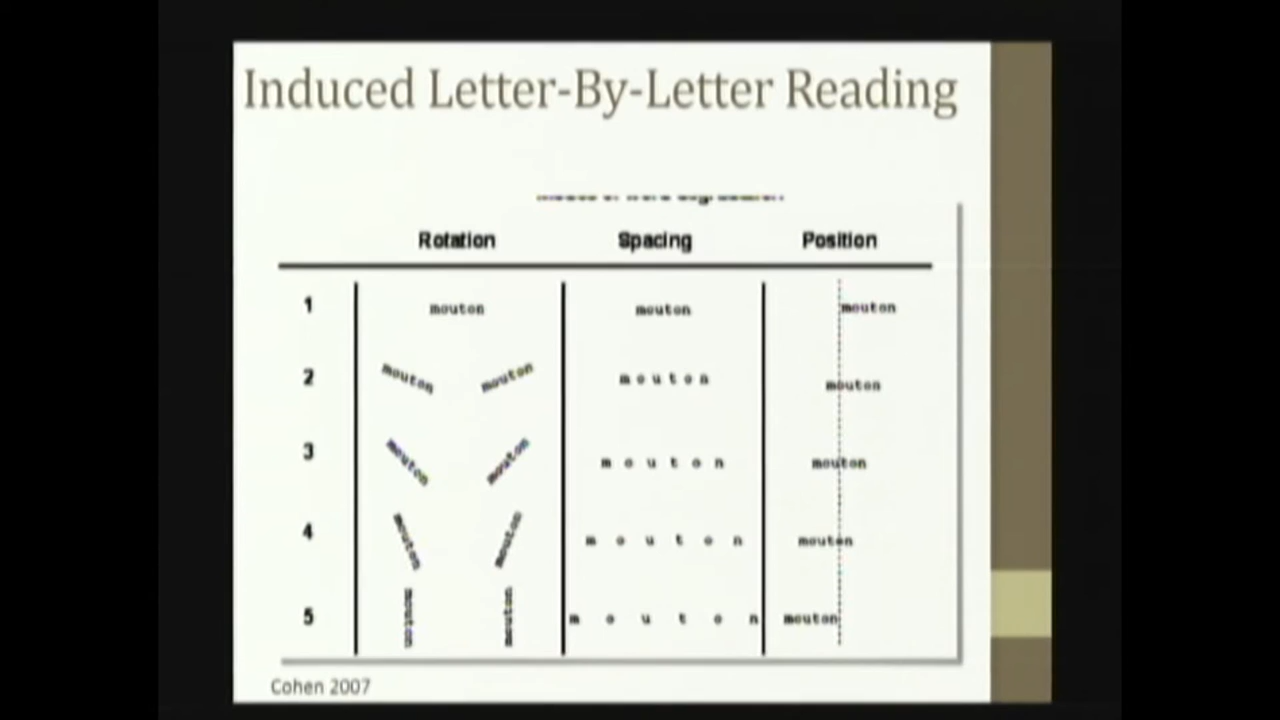 Induced Letter-By-Letter Reading
Rotation Spacing Position
1 mouton mouton mouton
2 mouton mouton m o u t o n mouton
3 mouton mouton m o u t o n mouton
4 mouton mouton m o u t o n mouton
5 mouton mouton m o u t o n mouton
Cohen 2007